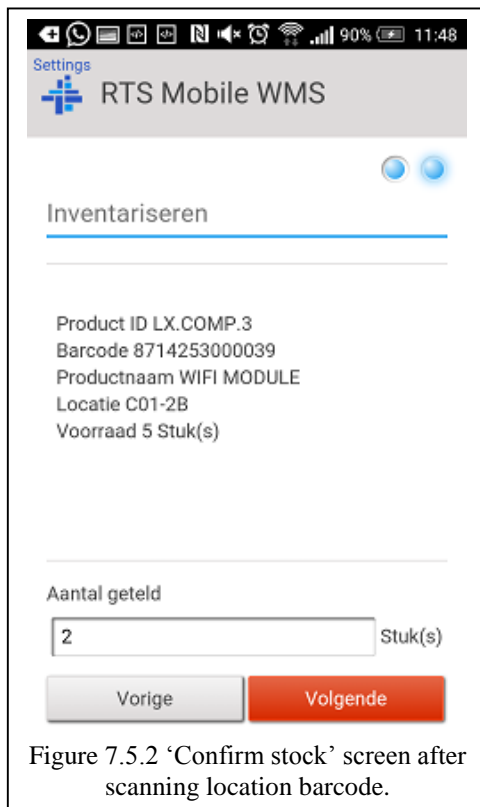 90% 11:48
Settings
RTS Mobile WMS
Inventariseren
Product ID LX.COMP.3
Barcode 8714253000039
Productnaam WIFI MODULE
Locatie C01-2B
Voorraad 5 Stuk(s)
Aantal geteld
2 Stuk(s)
Vorige Volgende
Figure 7.5.2 ‘Confirm stock’ screen after
scanning location barcode.